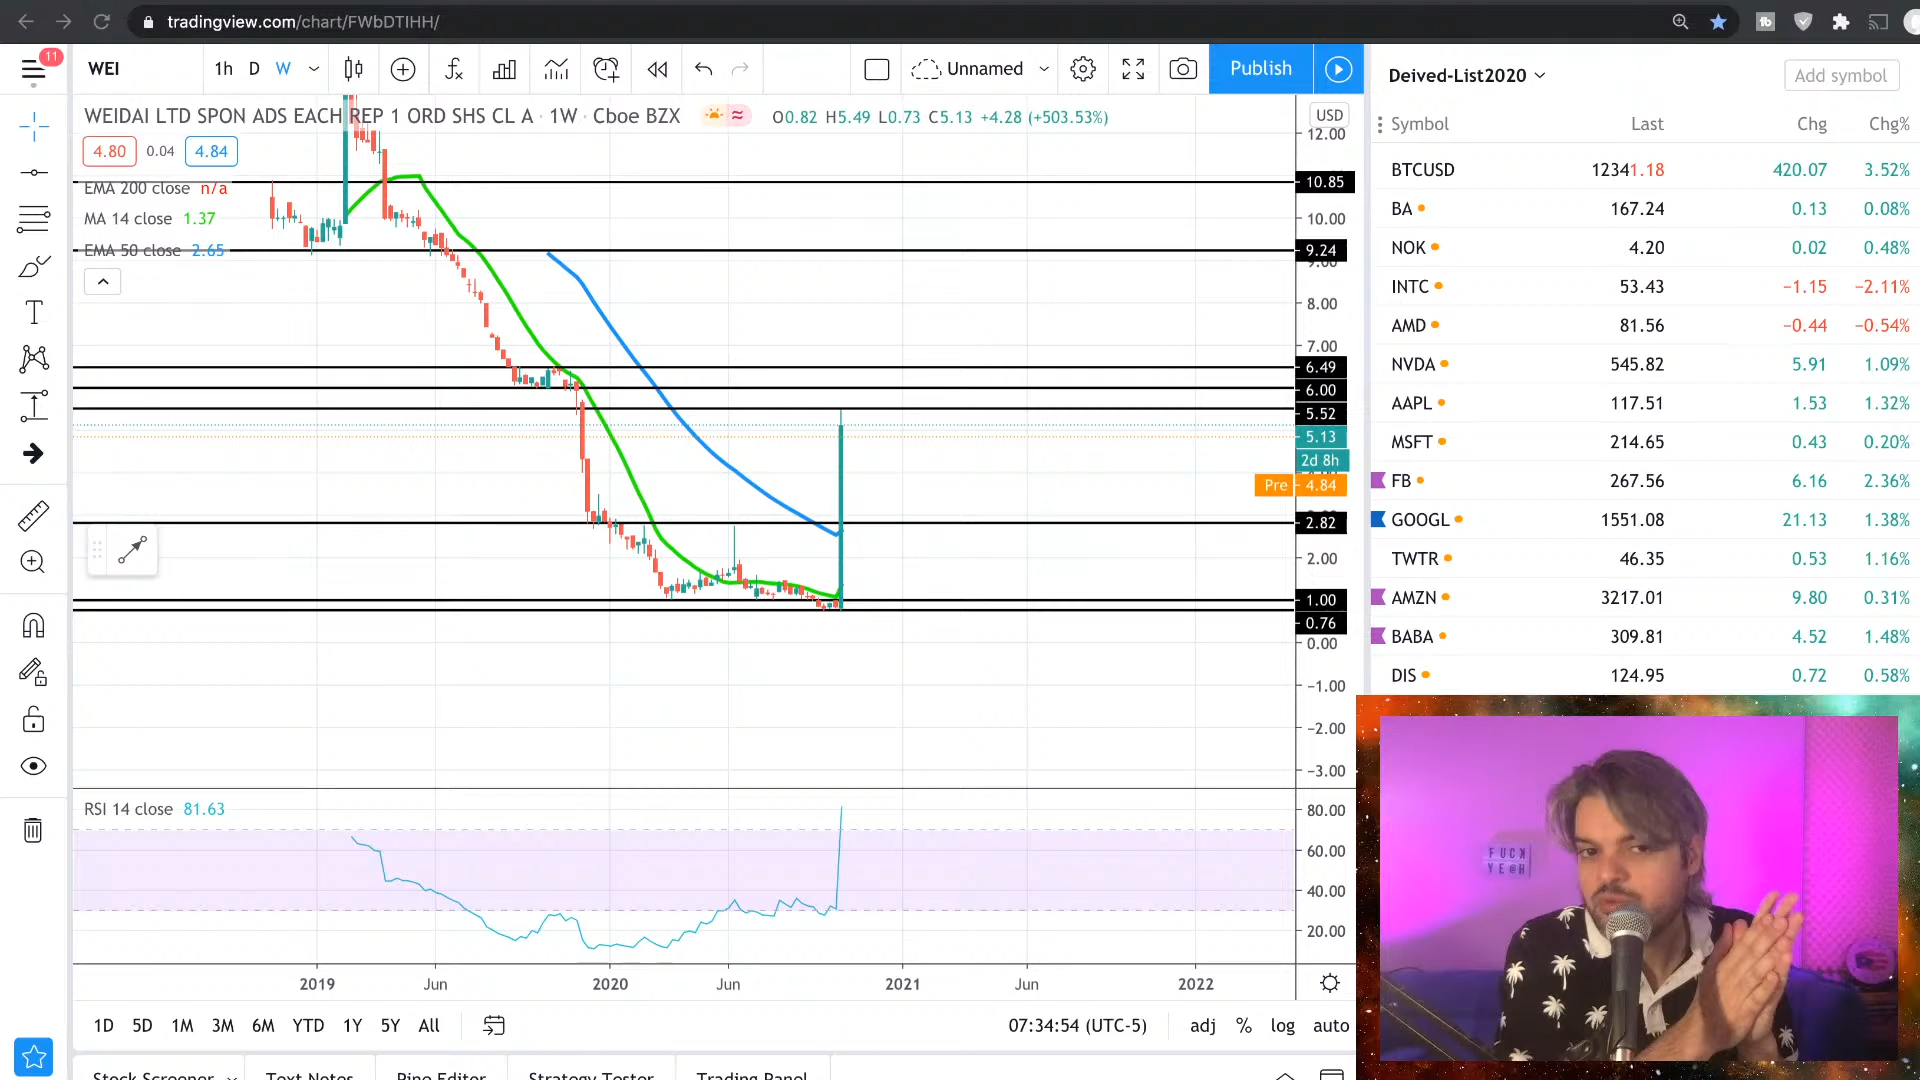 tradingview.com/chart/FWbDTIHH/
11
WEI
1h D W
Unnamed
Publish
Deived-List2020
Add symbol
WEIDAI LTD SPON ADS EACH REP 1 ORD SHS CL A · 1W · Cboe BZX
O0.82 H5.49 L0.73 C5.13 +4.28 (+503.53%)
4.80 0.04 4.84
EMA 200 close n/a
MA 14 close 1.37
EMA 50 close 2.65
USD
12.00
10.85
10.00
9.24
9.00
8.00
7.00
6.49
6.00
5.52
5.13
2d 8h
Pre 4.84
2.82
2.00
1.00
0.76
0.00
−1.00
−2.00
−3.00
RSI 14 close 81.63
80.00
60.00
40.00
20.00
2019 Jun 2020 Jun 2021 Jun 2022
1D 5D 1M 3M 6M YTD 1Y 5Y All
07:34:54 (UTC-5) adj % log auto
Stock Screener Text Notes Pine Editor Strategy Tester Trading Panel
Symbol Last Chg Chg%
BTCUSD 12341.18 420.07 3.52%
BA 167.24 0.13 0.08%
NOK 4.20 0.02 0.48%
INTC 53.43 −1.15 −2.11%
AMD 81.56 −0.44 −0.54%
NVDA 545.82 5.91 1.09%
AAPL 117.51 1.53 1.32%
MSFT 214.65 0.43 0.20%
FB 267.56 6.16 2.36%
GOOGL 1551.08 21.13 1.38%
TWTR 46.35 0.53 1.16%
AMZN 3217.01 9.80 0.31%
BABA 309.81 4.52 1.48%
DIS 124.95 0.72 0.58%
FUCK
YE@H